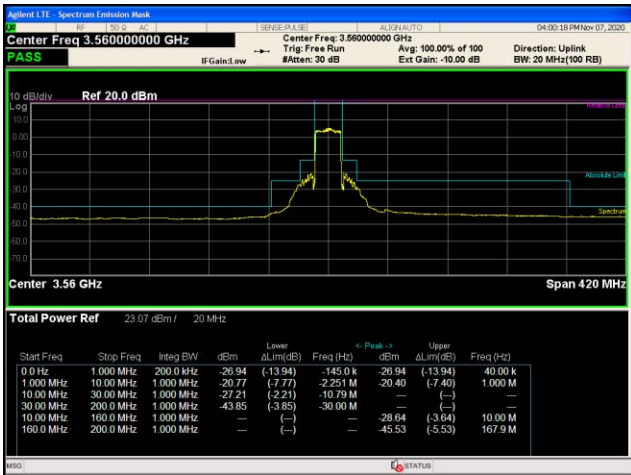 Agilent LTE - Spectrum Emission Mask
RF 50 Ω AC SENSE:PULSE ALIGN AUTO 04:00:18 PM Nov 07, 2020
Center Freq 3.560000000 GHz
Center Freq: 3.560000000 GHz
Trig: Free Run Avg: 100.00% of 100 Direction: Uplink
PASS IFGain:Low #Atten: 30 dB Ext Gain: -10.00 dB BW: 20 MHz(100 RB)
10 dB/div Ref 20.0 dBm
Log
Relative Limit
10.0
0.00
-10.0
-20.0
Absolute Limit
-30.0
-40.0
Spectrum
-50.0
-60.0
-70.0
Center 3.56 GHz Span 420 MHz
Total Power Ref 23.07 dBm / 20 MHz
Lower <- Peak -> Upper
Start Freq Stop Freq Integ BW dBm ΔLim(dB) Freq (Hz) dBm ΔLim(dB) Freq (Hz)
0.0 Hz 1.000 MHz 200.0 kHz -26.94 (-13.94) -145.0 k -26.94 (-13.94) 40.00 k
1.000 MHz 10.00 MHz 1.000 MHz -20.77 (-7.77) -2.251 M -20.40 (-7.40) 1.000 M
10.00 MHz 30.00 MHz 1.000 MHz -27.21 (-2.21) -10.79 M --- (---)
30.00 MHz 200.0 MHz 1.000 MHz -43.85 (-3.85) -30.00 M --- (---)
10.00 MHz 160.0 MHz 1.000 MHz --- (---) -28.64 (-3.64) 10.00 M
160.0 MHz 200.0 MHz 1.000 MHz --- (---) -45.53 (-5.53) 167.9 M
MSG STATUS